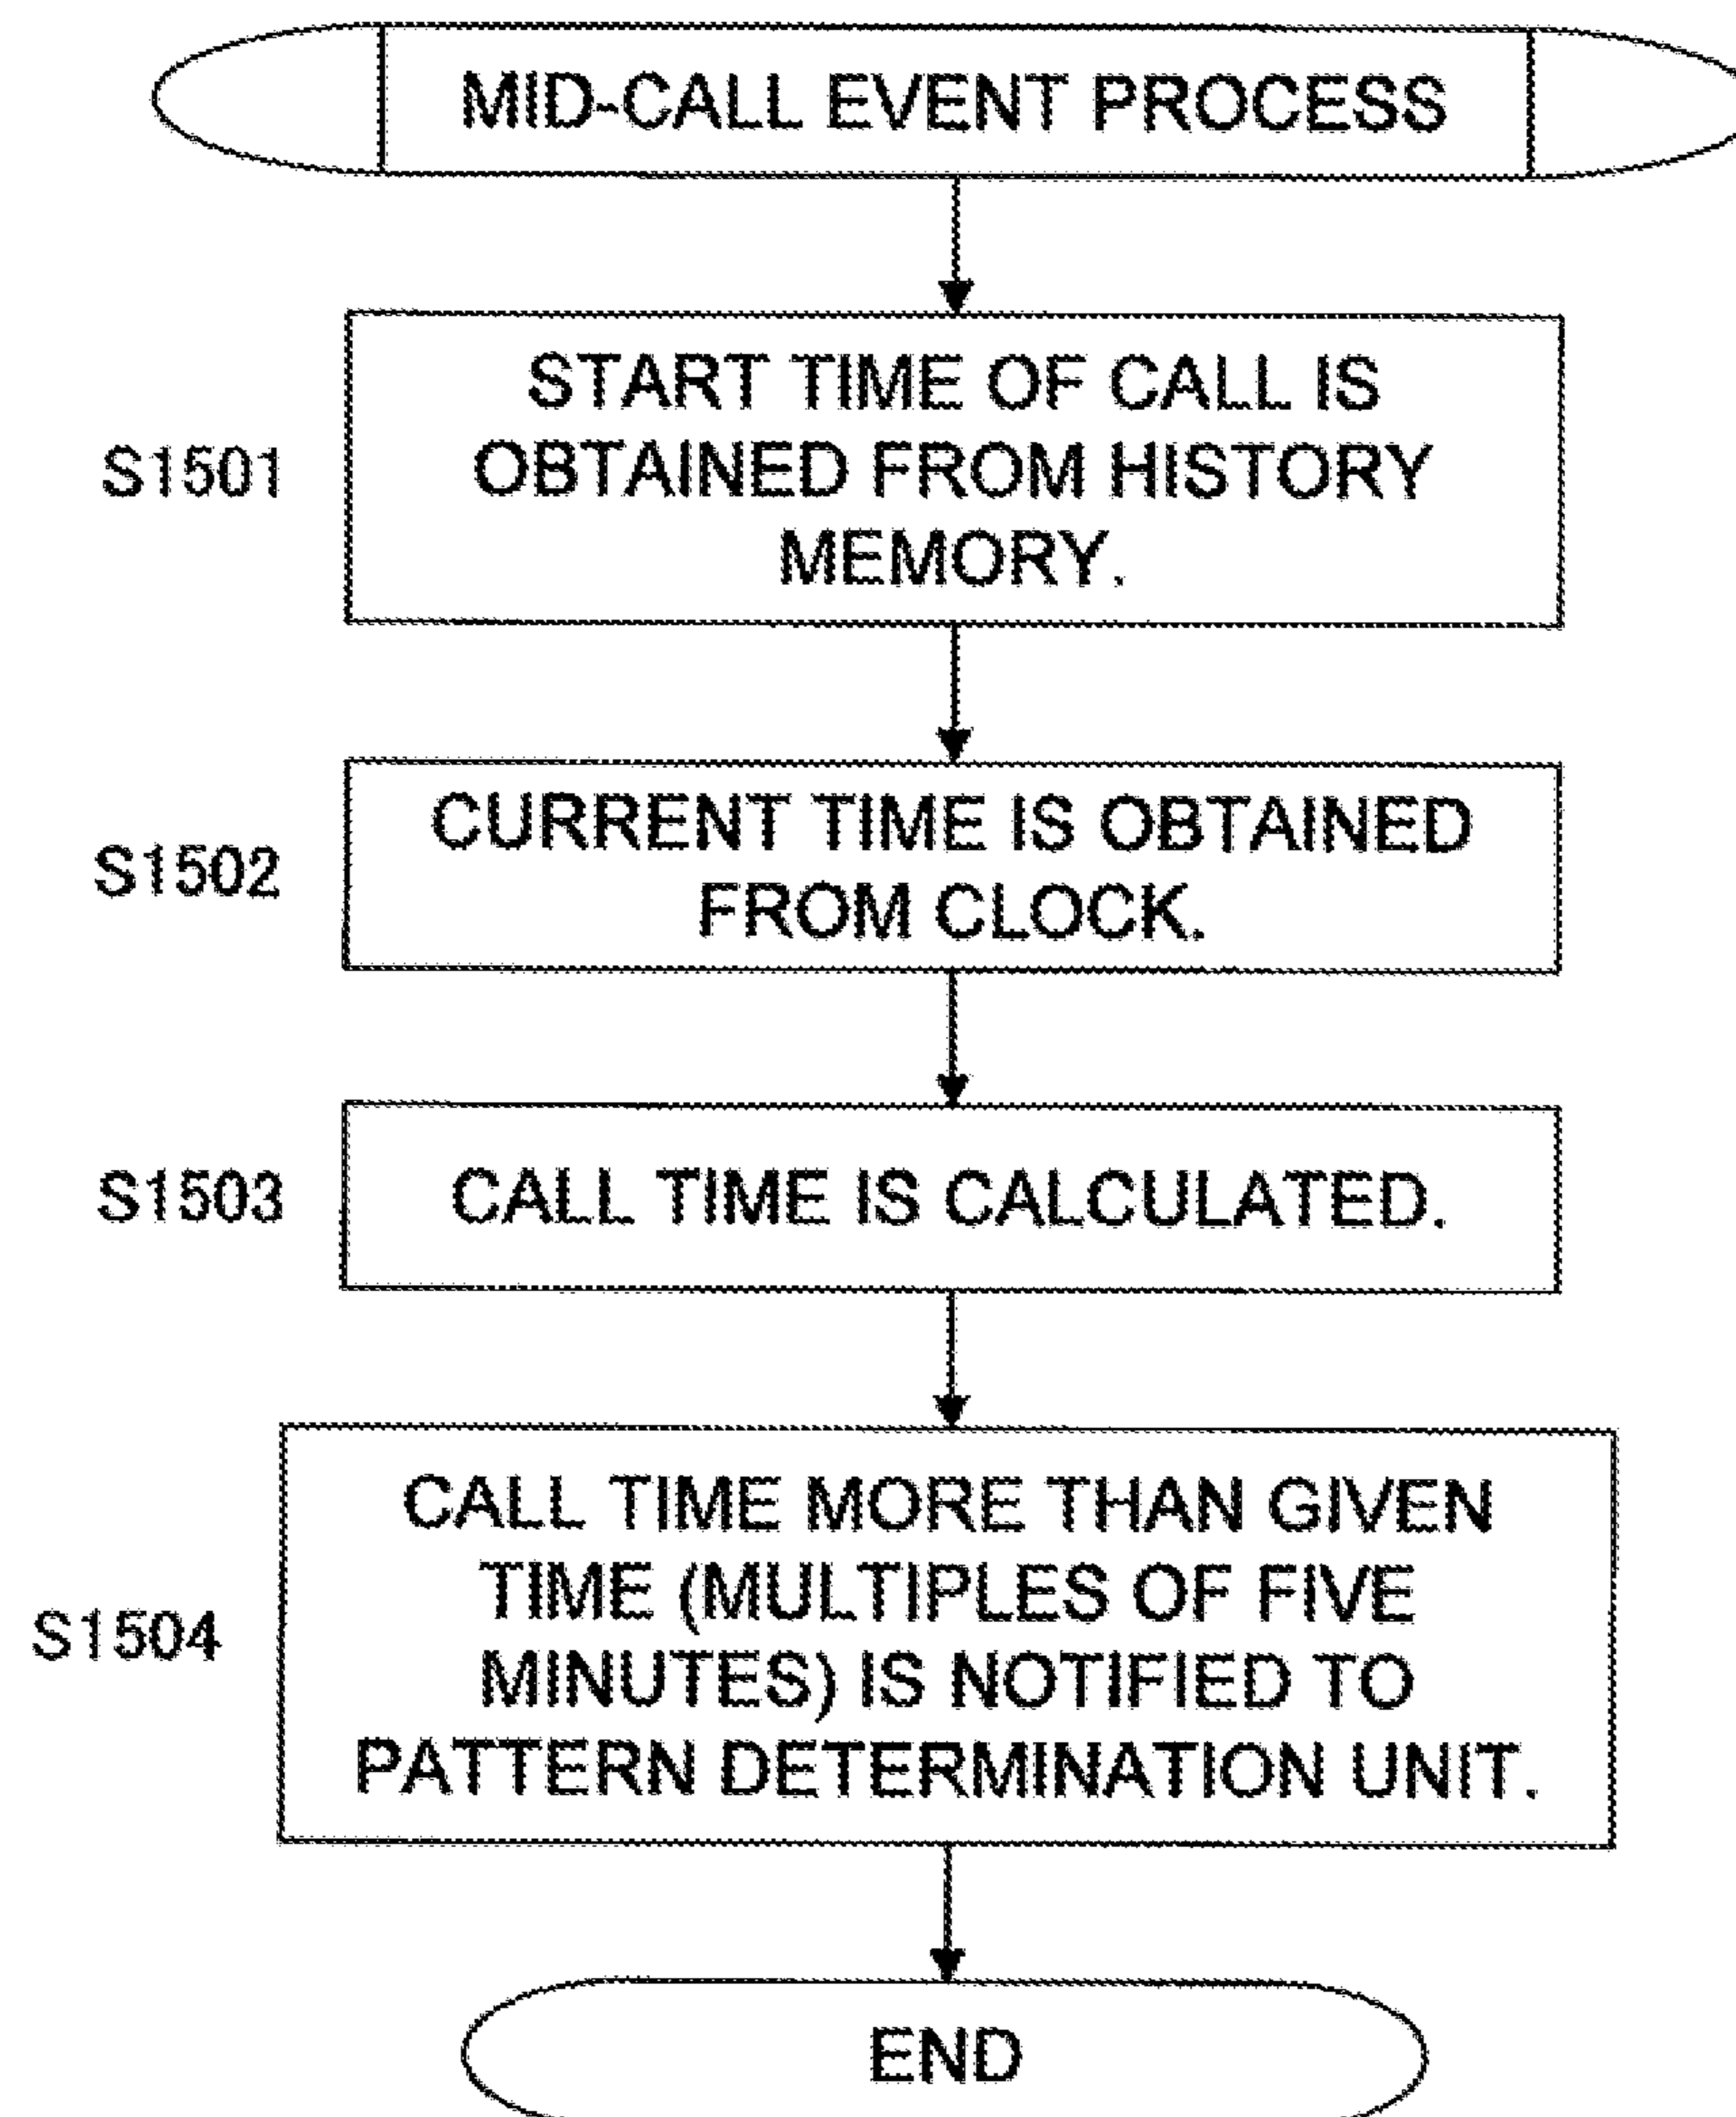 MID-CALL EVENT PROCESS
S1501
START TIME OF CALL IS
OBTAINED FROM HISTORY
MEMORY.
S1502
CURRENT TIME IS OBTAINED
FROM CLOCK.
S1503
CALL TIME IS CALCULATED.
S1504
CALL TIME MORE THAN GIVEN
TIME (MULTIPLES OF FIVE
MINUTES) IS NOTIFIED TO
PATTERN DETERMINATION UNIT.
END